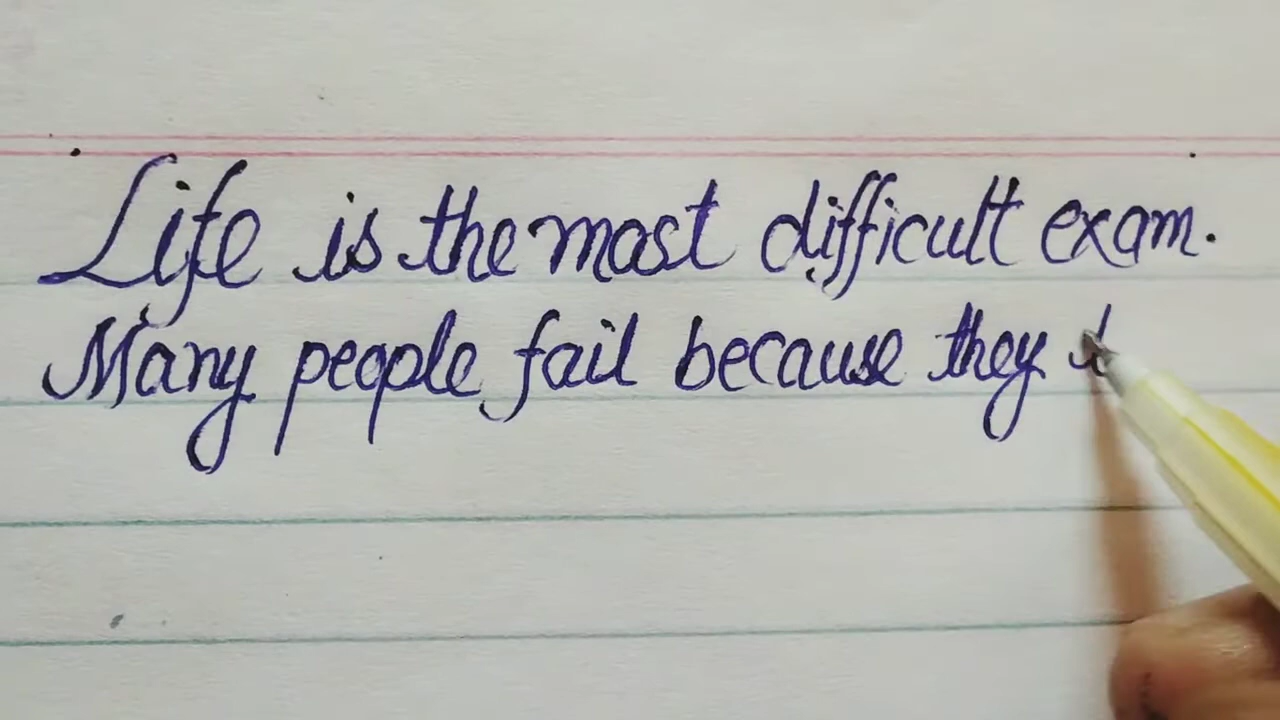 Life is the most difficult exam.
Many people fail because they